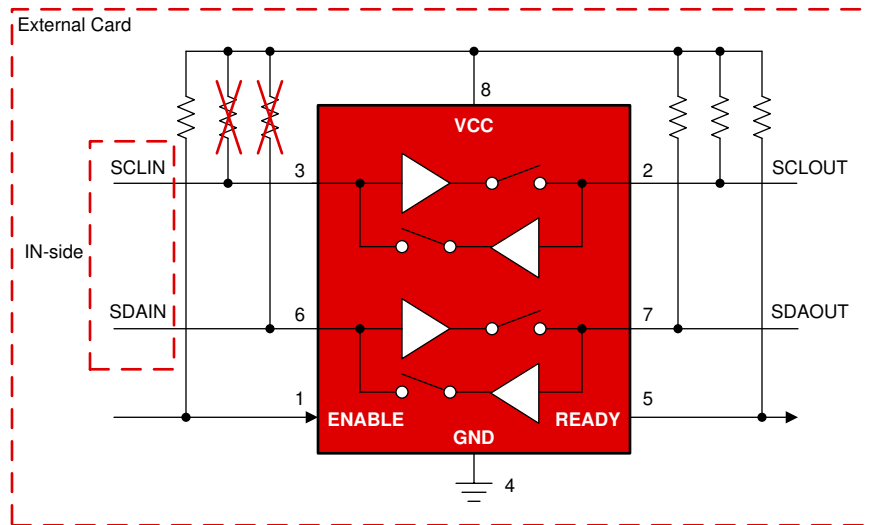 External Card
8
VCC
SCLIN
3
2
SCLOUT
IN-side
SDAIN
6
7
SDAOUT
1
ENABLE
READY
5
GND
4